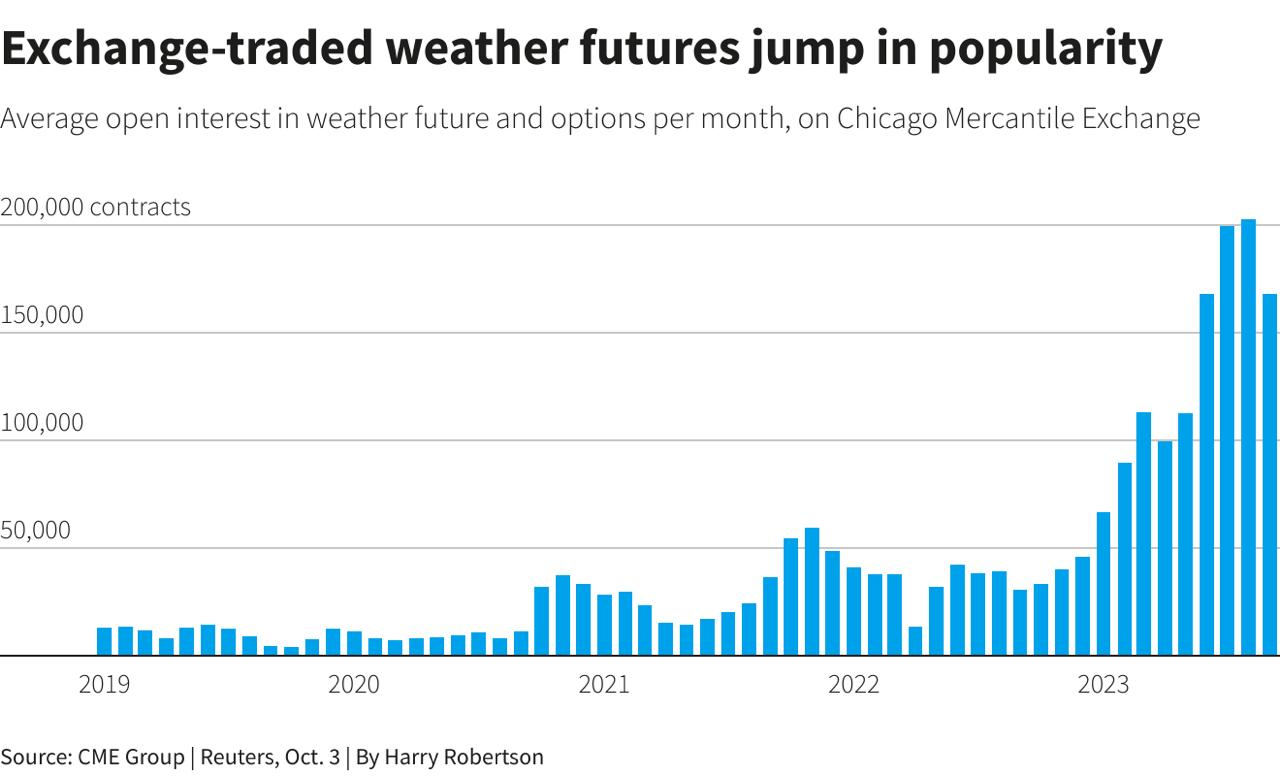 Exchange-traded weather futures jump in popularity
Average open interest in weather future and options per month, on Chicago Mercantile Exchange
200,000 contracts
150,000
100,000
50,000
2019 2020 2021 2022 2023
Source: CME Group | Reuters, Oct. 3 | By Harry Robertson